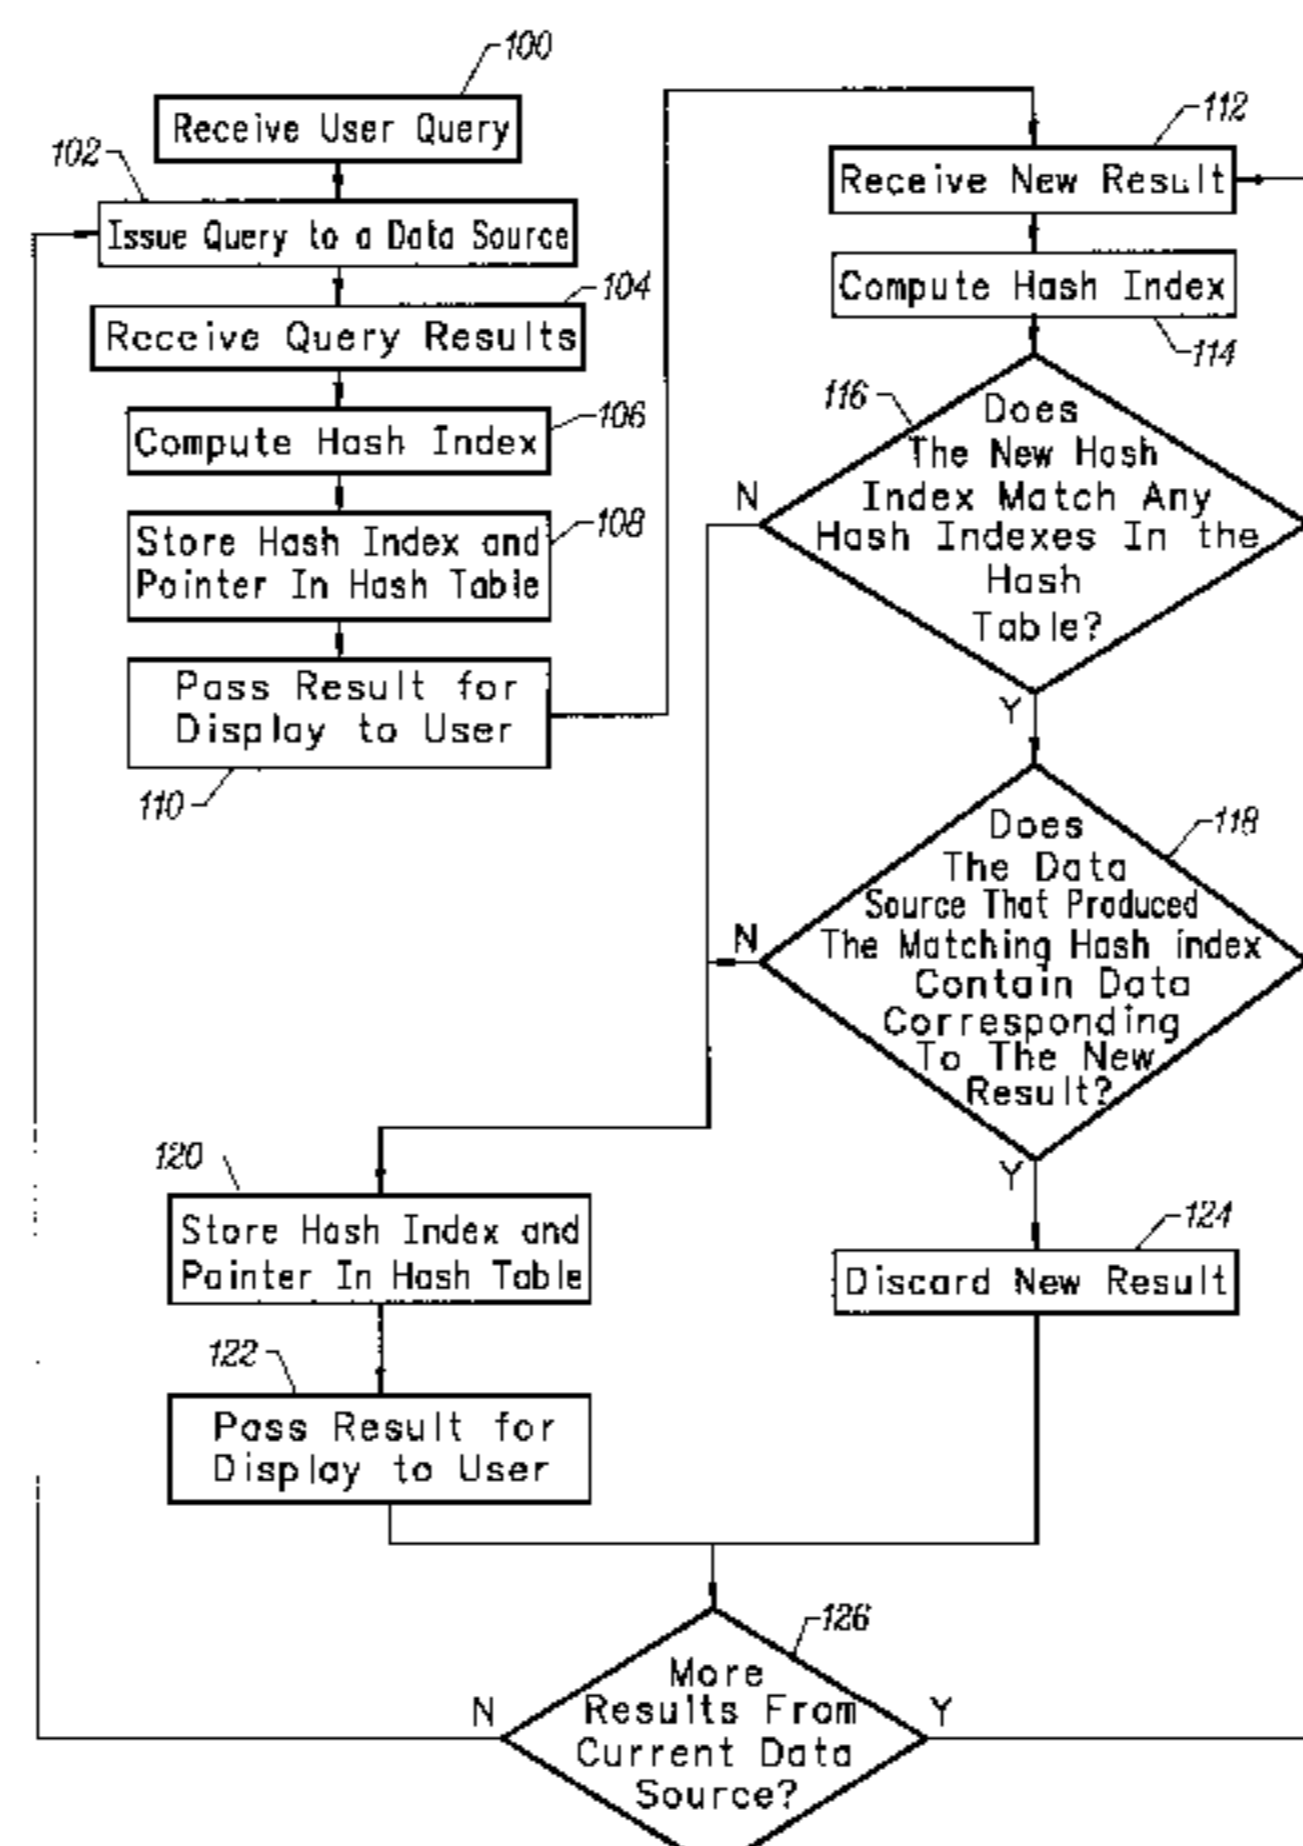 100
Receive User Query
102
Issue Query to a Data Source
104
Receive Query Results
106
Compute Hash Index
108
Store Hash Index and
Pointer In Hash Table
Pass Result for
Display to User
110
112
Receive New Result
Compute Hash Index
114
116
Does
The New Hash
Index Match Any
Hash Indexes In the
Hash
Table?
N
Y
118
Does
The Data
Source That Produced
The Matching Hash index
Contain Data
Corresponding
To The New
Result?
N
Y
120
Store Hash Index and
Pointer In Hash Table
124
Discard New Result
122
Pass Result for
Display to User
126
More
Results From
Current Data
Source?
N
Y